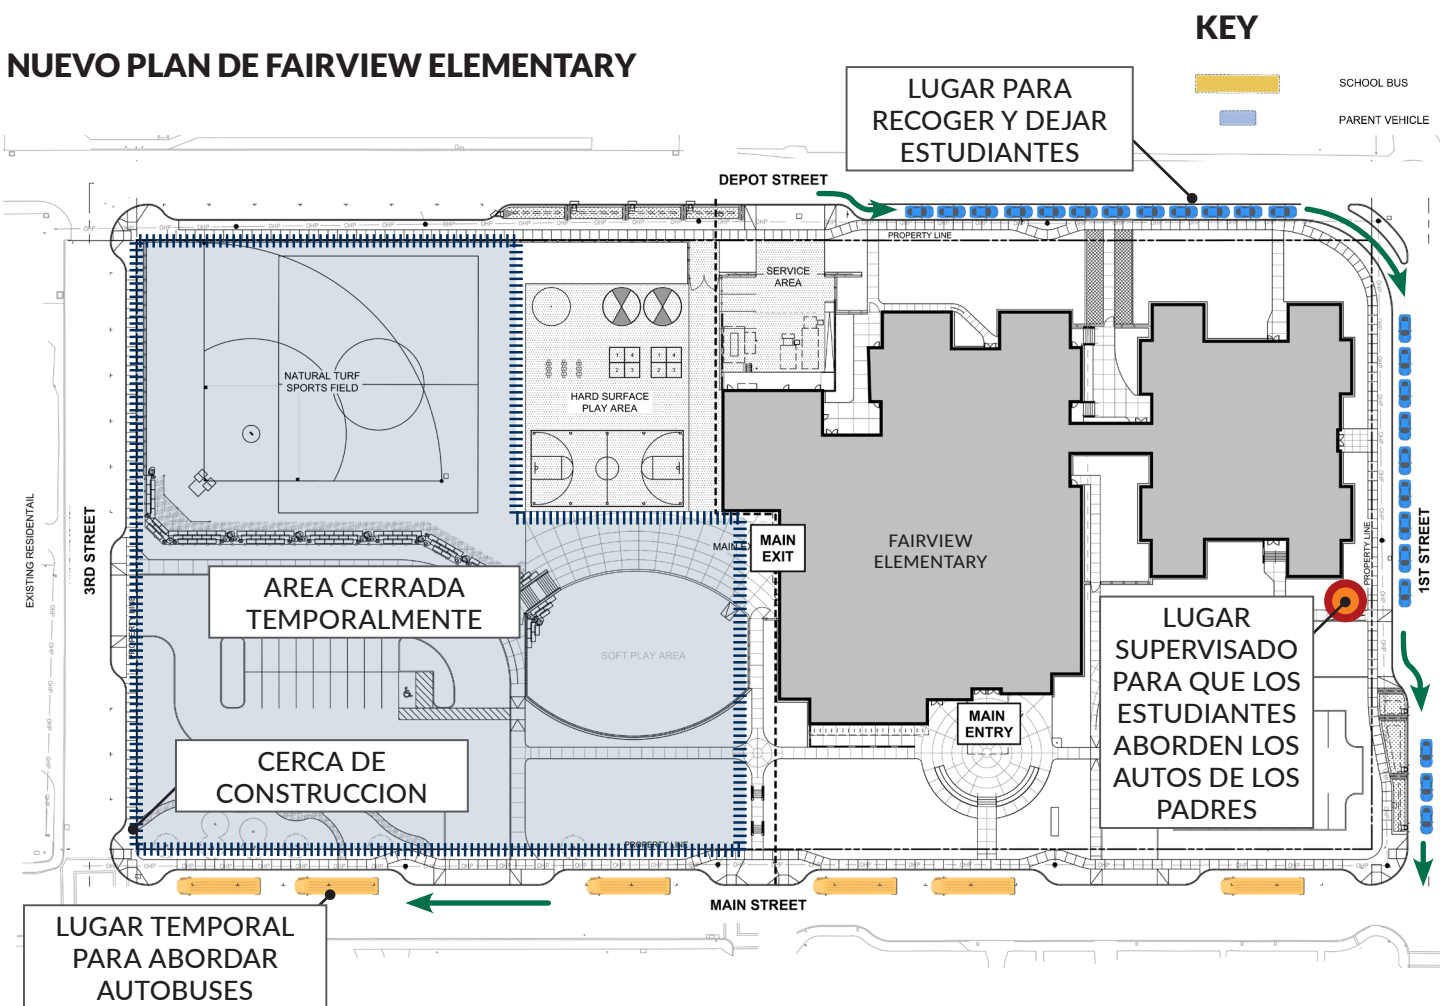 NUEVO PLAN DE FAIRVIEW ELEMENTARY
KEY
SCHOOL BUS
PARENT VEHICLE
LUGAR PARA
RECOGER Y DEJAR
ESTUDIANTES
DEPOT STREET
PROPERTY LINE
SERVICE
AREA
NATURAL TURF
SPORTS FIELD
HARD SURFACE
PLAY AREA
EXISTING RESIDENTAIL
3RD STREET
MAIN
EXIT
FAIRVIEW
ELEMENTARY
PROPERTY LINE
1ST STREET
AREA CERRADA
TEMPORALMENTE
SOFT PLAY AREA
LUGAR
SUPERVISADO
PARA QUE LOS
ESTUDIANTES
ABORDEN LOS
AUTOS DE LOS
PADRES
MAIN
ENTRY
CERCA DE
CONSTRUCCION
PROPERTY LINE
MAIN STREET
LUGAR TEMPORAL
PARA ABORDAR
AUTOBUSES